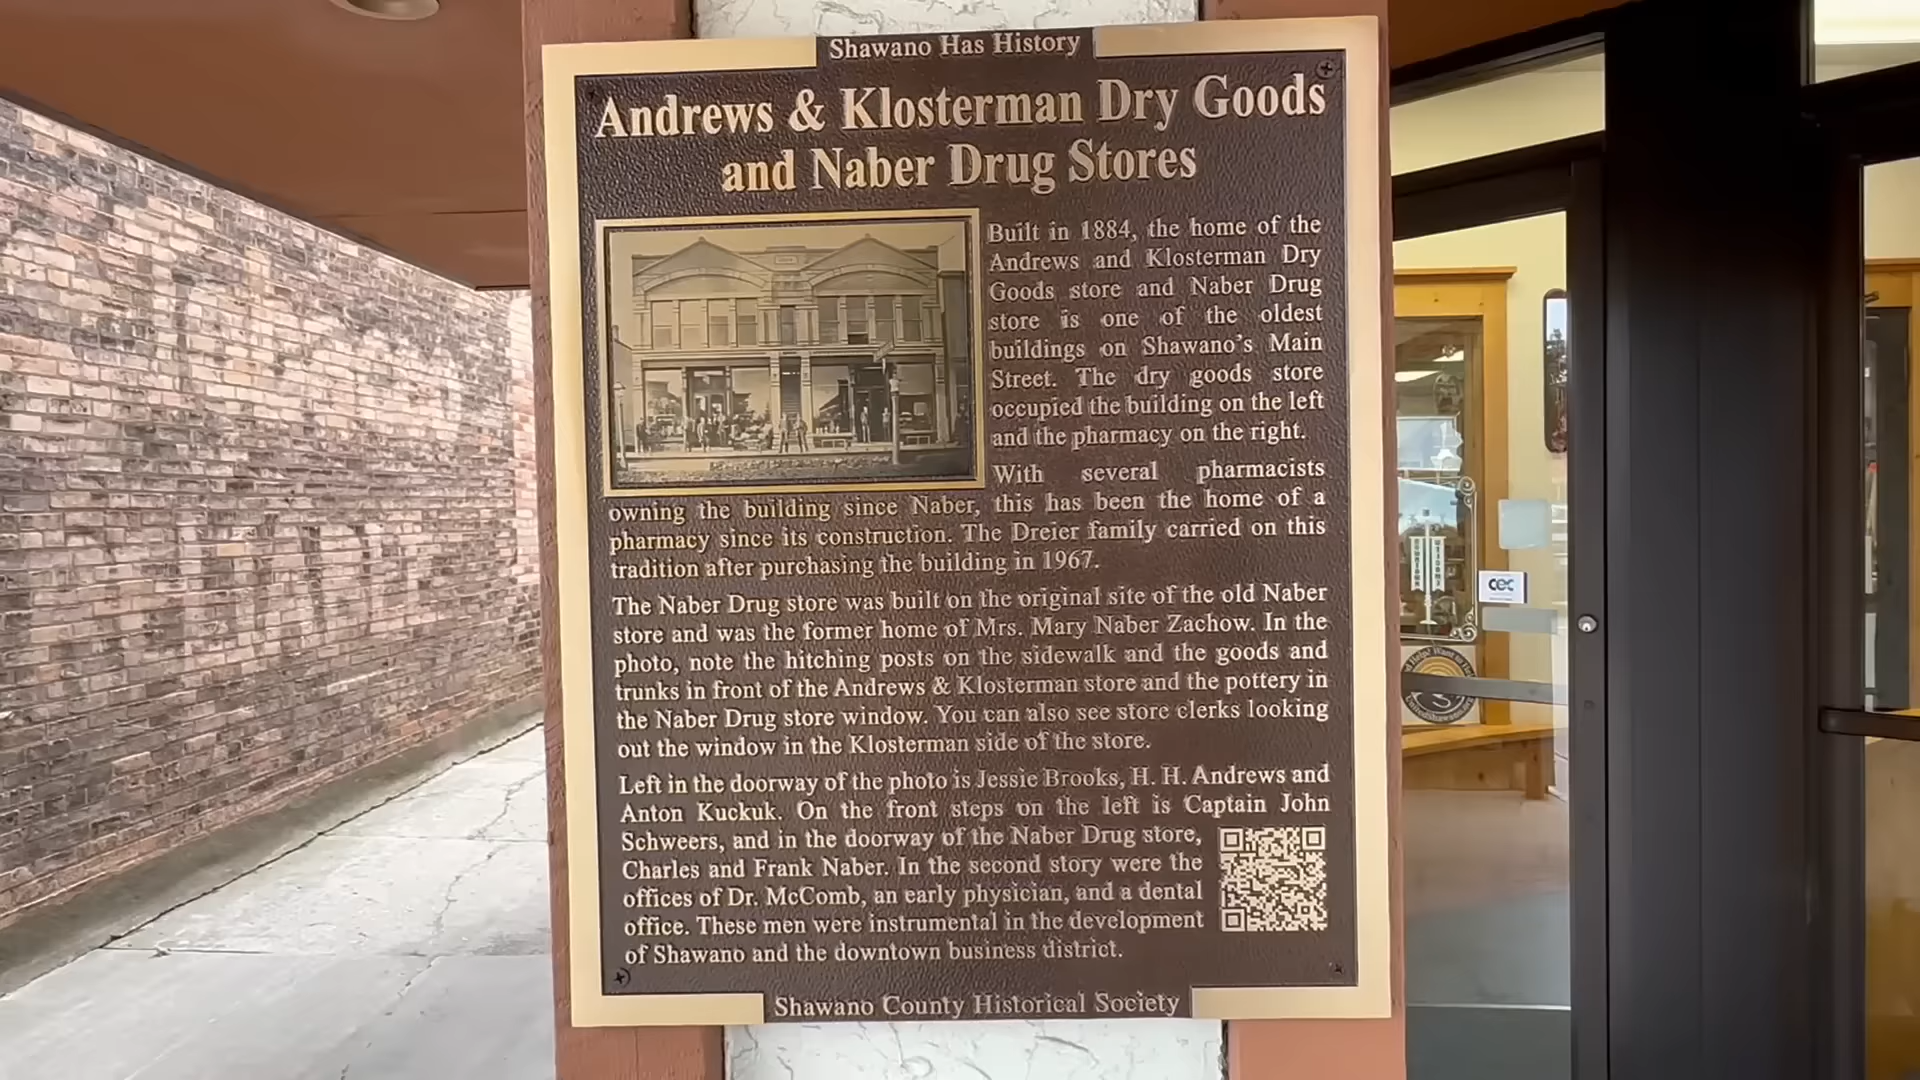 Shawano Has History
Andrews & Klosterman Dry Goods
and Naber Drug Stores
Built in 1884, the home of the
Andrews and Klosterman Dry
Goods store and Naber Drug
store is one of the oldest
buildings on Shawano's Main
Street. The dry goods store
occupied the building on the left
and the pharmacy on the right.
With several pharmacists
owning the building since Naber, this has been the home of a
pharmacy since its construction. The Dreier family carried on this
tradition after purchasing the building in 1967.
The Naber Drug store was built on the original site of the old Naber
store and was the former home of Mrs. Mary Naber Zachow. In the
photo, note the hitching posts on the sidewalk and the goods and
trunks in front of the Andrews & Klosterman store and the pottery in
the Naber Drug store window. You can also see store clerks looking
out the window in the Klosterman side of the store.
Left in the doorway of the photo is Jessie Brooks, H. H. Andrews and
Anton Kuckuk. On the front steps on the left is Captain John
Schweers, and in the doorway of the Naber Drug store,
Charles and Frank Naber. In the second story were the
offices of Dr. McComb, an early physician, and a dental
office. These men were instrumental in the development
of Shawano and the downtown business district.
Shawano County Historical Society
cec